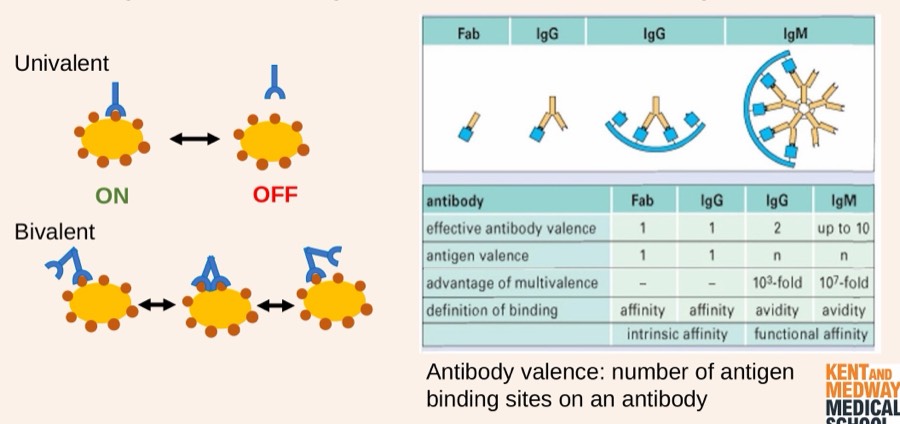 Univalent
ON
OFF
Bivalent
Fab IgG IgG IgM
antibody Fab IgG IgG IgM
effective antibody valence 1 1 2 up to 10
antigen valence 1 1 n n
advantage of multivalence – – 10³-fold 10⁷-fold
definition of binding affinity affinity avidity avidity
intrinsic affinity functional affinity
Antibody valence: number of antigen
binding sites on an antibody
KENT AND
MEDWAY
MEDICAL
SCHOOL